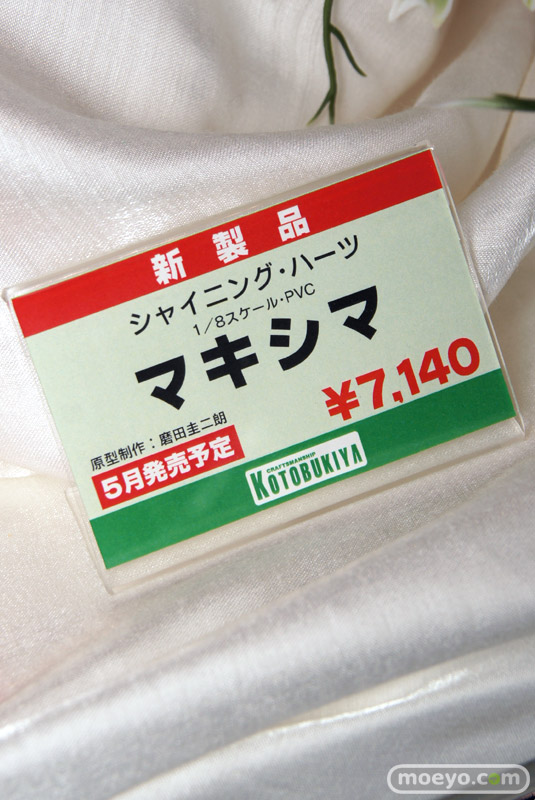 新製品
シャイニング・ハーツ
1/8スケール・PVC
マキシマ
¥7,140
原型制作：磨田圭二朗
5月発売予定
CRAFTSMANSHIP
KOTOBUKIYA
moeyo.com